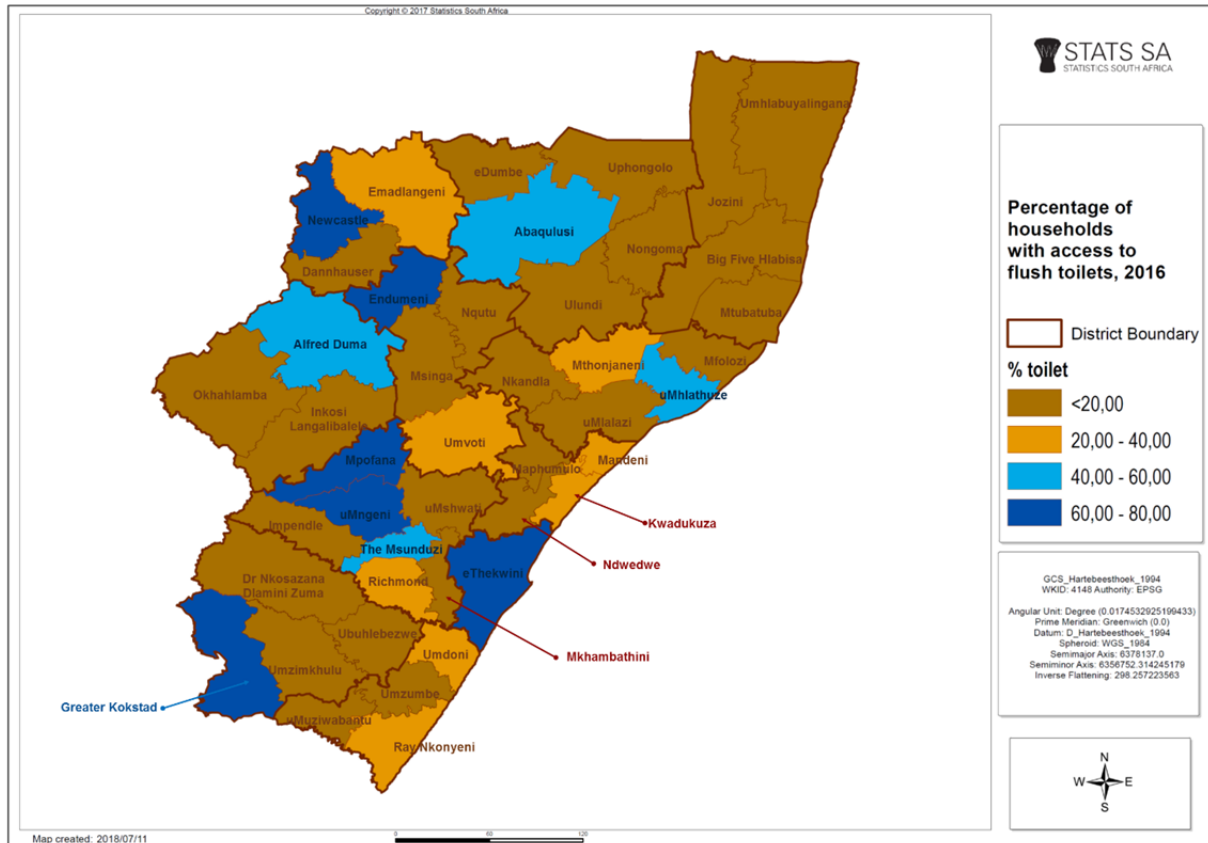 Copyright © 2017 Statistics South Africa
STATS SA
STATISTICS SOUTH AFRICA
Umhlabuyalingana
eDumbe
Uphongolo
Emadlangeni
Jozini
Newcastle
Abaqulusi
Nongoma
Big Five Hlabisa
Dannhauser
Endumeni
Nqutu
Ulundi
Mtubatuba
Alfred Duma
Mthonjaneni
Mfolozi
Msinga
Nkandla
uMhlathuze
Okhahlamba
Inkosi
Langalibalele
uMlalazi
Umvoti
Mpofana
Maphumulo
Mandeni
uMngeni
uMshwati
Impendle
Kwadukuza
The Msunduzi
Ndwedwe
Richmond
eThekwini
Dr Nkosazana
Dlamini Zuma
Ubuhlebezwe
Mkhambathini
Umdoni
Umzimkhulu
Umzumbe
Greater Kokstad
uMuziwabantu
Ray Nkonyeni
Percentage of
households
with access to
flush toilets, 2016
District Boundary
% toilet
<20,00
20,00 - 40,00
40,00 - 60,00
60,00 - 80,00
GCS_Hartebeesthoek_1994
WKID: 4148 Authority: EPSG
Angular Unit: Degree (0.0174532925199433)
Prime Meridian: Greenwich (0.0)
Datum: D_Hartebeesthoek_1994
Spheroid: WGS_1984
Semimajor Axis: 6378137.0
Semiminor Axis: 6356752.314245179
Inverse Flattening: 298.257223563
N
W E
S
Map created: 2018/07/11
0 60 120